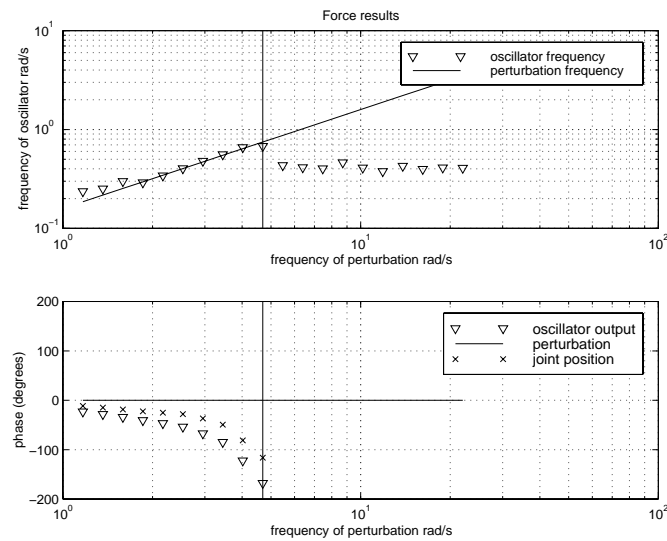 Force results
10^1
10^0
10^-1
frequency of oscillator rad/s
oscillator frequency
perturbation frequency
10^0
10^1
10^2
frequency of perturbation rad/s
200
100
0
−100
−200
phase (degrees)
oscillator output
perturbation
joint position
10^0
10^1
10^2
frequency of perturbation rad/s